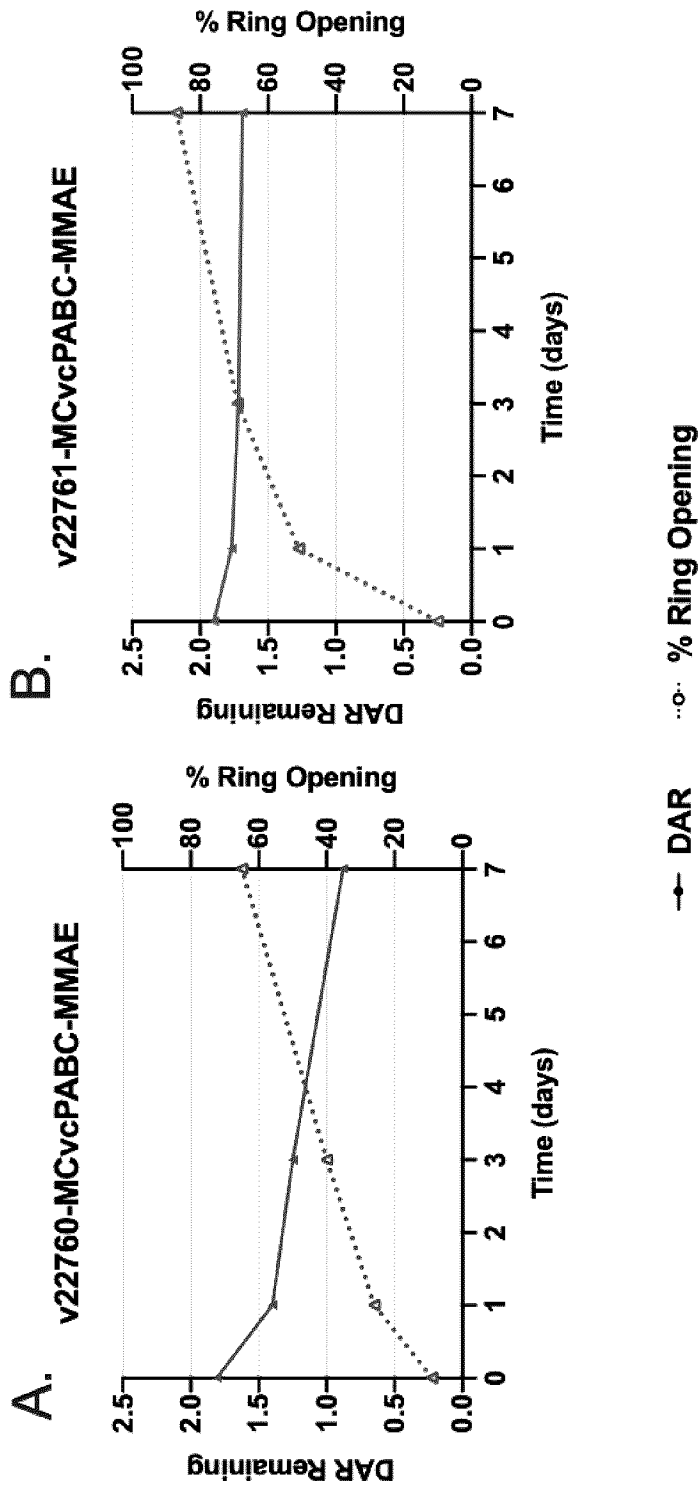 A.
v22760-MCvcPABC-MMAE
DAR Remaining
2.5
2.0
1.5
1.0
0.5
0.0
% Ring Opening
100
80
60
40
20
0
0 1 2 3 4 5 6 7
Time (days)
B.
v22761-MCvcPABC-MMAE
DAR Remaining
2.5
2.0
1.5
1.0
0.5
0.0
% Ring Opening
100
80
60
40
20
0
0 1 2 3 4 5 6 7
Time (days)
DAR
% Ring Opening